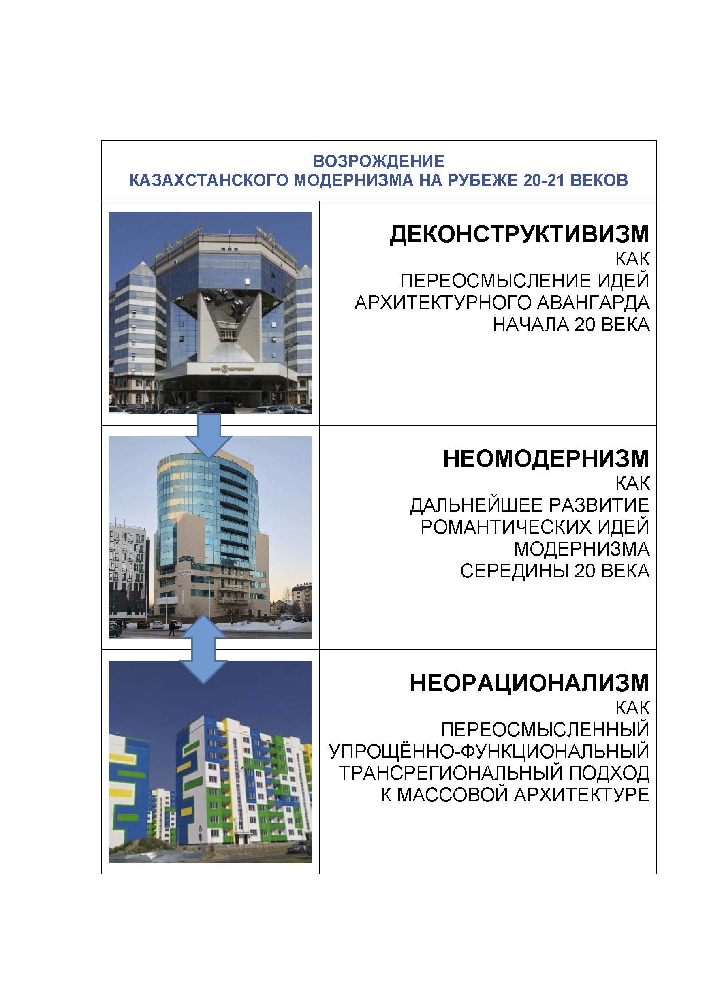 ВОЗРОЖДЕНИЕ
КАЗАХСТАНСКОГО МОДЕРНИЗМА НА РУБЕЖЕ 20-21 ВЕКОВ
ДЕКОНСТРУКТИВИЗМ
КАК
ПЕРЕОСМЫСЛЕНИЕ ИДЕЙ
АРХИТЕКТУРНОГО АВАНГАРДА
НАЧАЛА 20 ВЕКА
НЕОМОДЕРНИЗМ
КАК
ДАЛЬНЕЙШЕЕ РАЗВИТИЕ
РОМАНТИЧЕСКИХ ИДЕЙ
МОДЕРНИЗМА
СЕРЕДИНЫ 20 ВЕКА
НЕОРАЦИОНАЛИЗМ
КАК
ПЕРЕОСМЫСЛЕННЫЙ
УПРОЩЁННО-ФУНКЦИОНАЛЬНЫЙ
ТРАНСРЕГИОНАЛЬНЫЙ ПОДХОД
К МАССОВОЙ АРХИТЕКТУРЕ